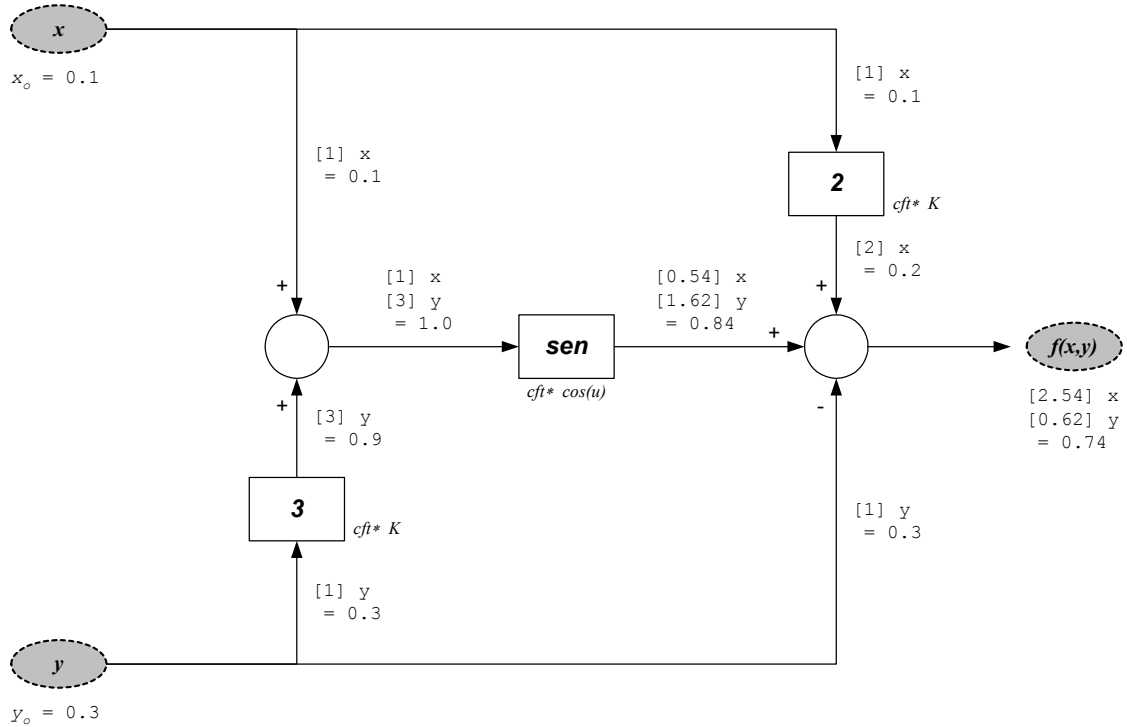 x
x₀ = 0.1
[1] x
= 0.1
[1] x
= 0.1
2
cft* K
[2] x
= 0.2
+
+
[1] x
[3] y
= 1.0
sen
cft* cos(u)
[0.54] x
[1.62] y
= 0.84
+
f(x,y)
[2.54] x
[0.62] y
= 0.74
+
-
[3] y
= 0.9
3
cft* K
[1] y
= 0.3
[1] y
= 0.3
y
y₀ = 0.3